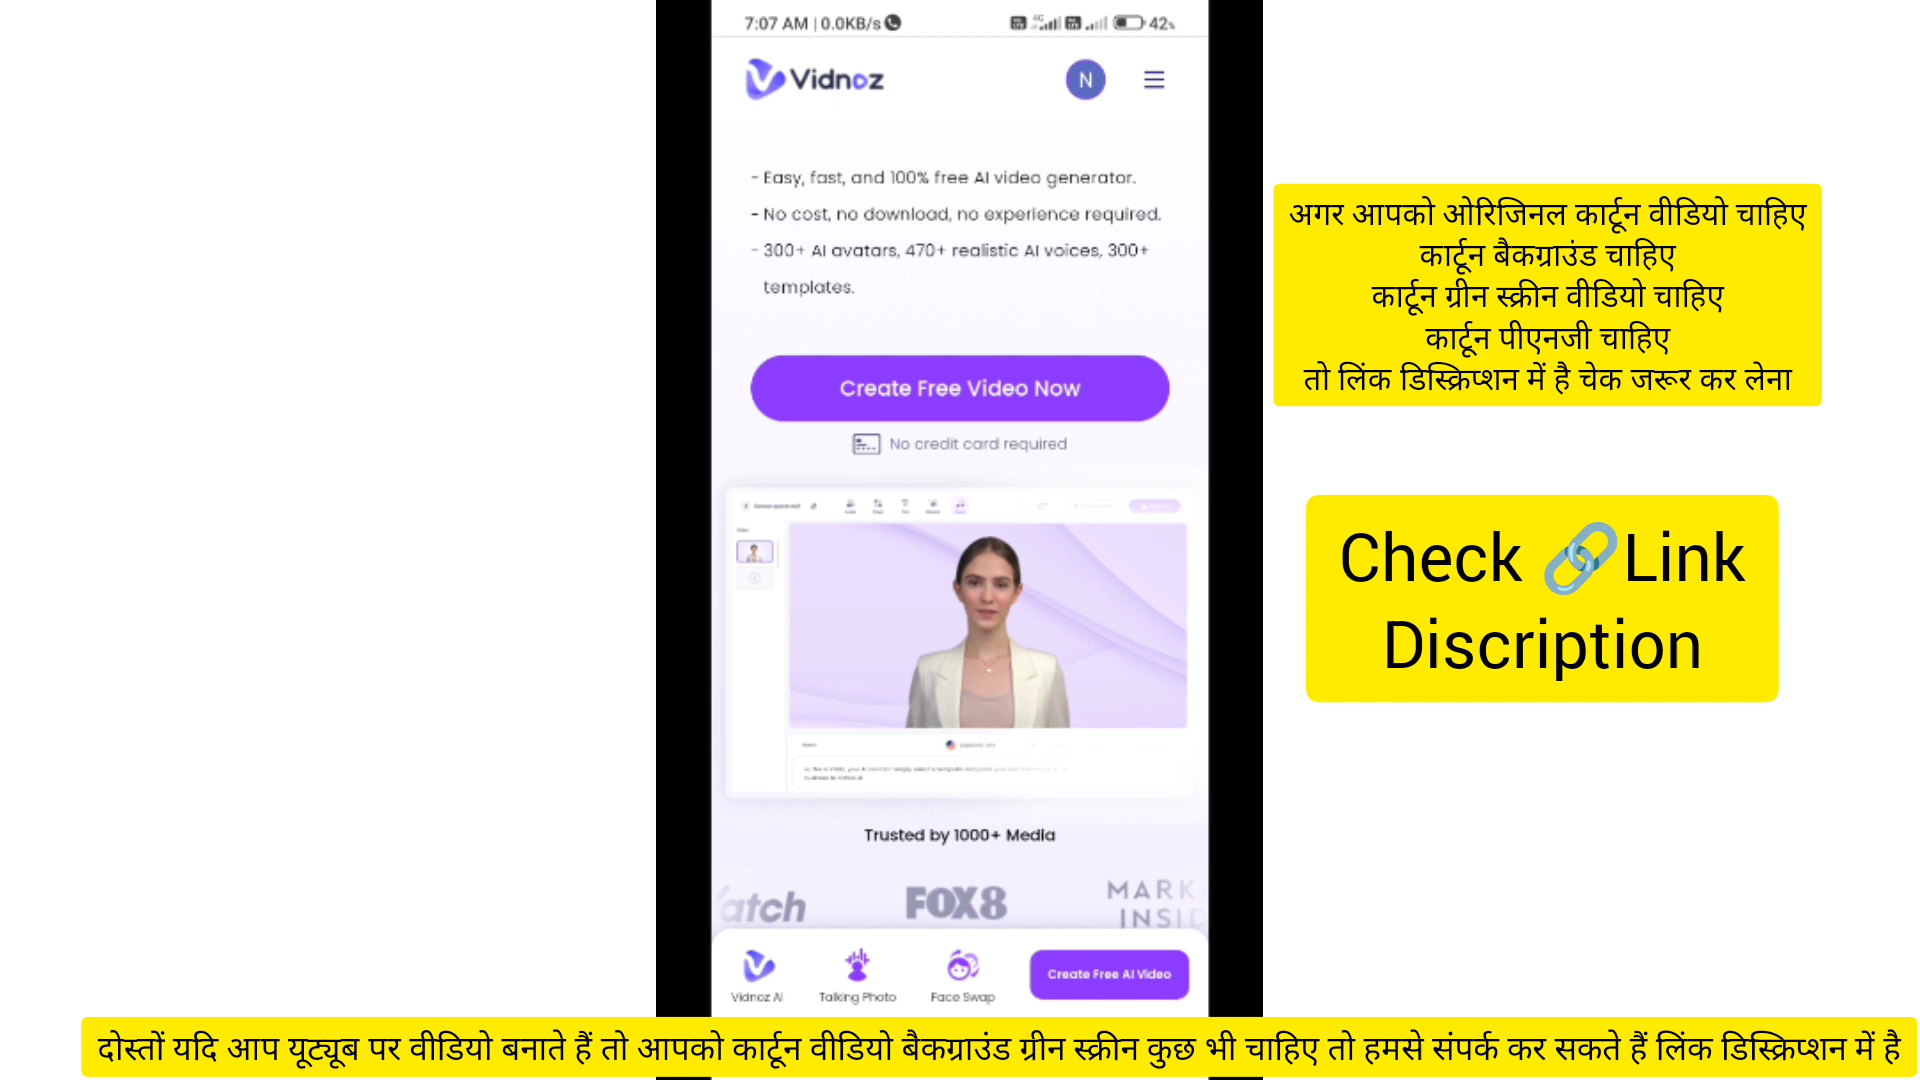 7:07 AM | 0.0KB/s
42%
Vidnoz
N
- Easy, fast, and 100% free AI video generator.
- No cost, no download, no experience required.
- 300+ AI avatars, 470+ realistic AI voices, 300+
templates.
Create Free Video Now
No credit card required
Trusted by 1000+ Media
atch
FOX8
MARK
INSID
Vidnoz AI
Talking Photo
Face Swap
Create Free AI Video
अगर आपको ओरिजिनल कार्टून वीडियो चाहिए
कार्टून बैकग्राउंड चाहिए
कार्टून ग्रीन स्क्रीन वीडियो चाहिए
कार्टून पीएनजी चाहिए
तो लिंक डिस्क्रिप्शन में है चेक जरूर कर लेना
Check 🔗Link
Discription
दोस्तों यदि आप यूट्यूब पर वीडियो बनाते हैं तो आपको कार्टून वीडियो बैकग्राउंड ग्रीन स्क्रीन कुछ भी चाहिए तो हमसे संपर्क कर सकते हैं लिंक डिस्क्रिप्शन में है